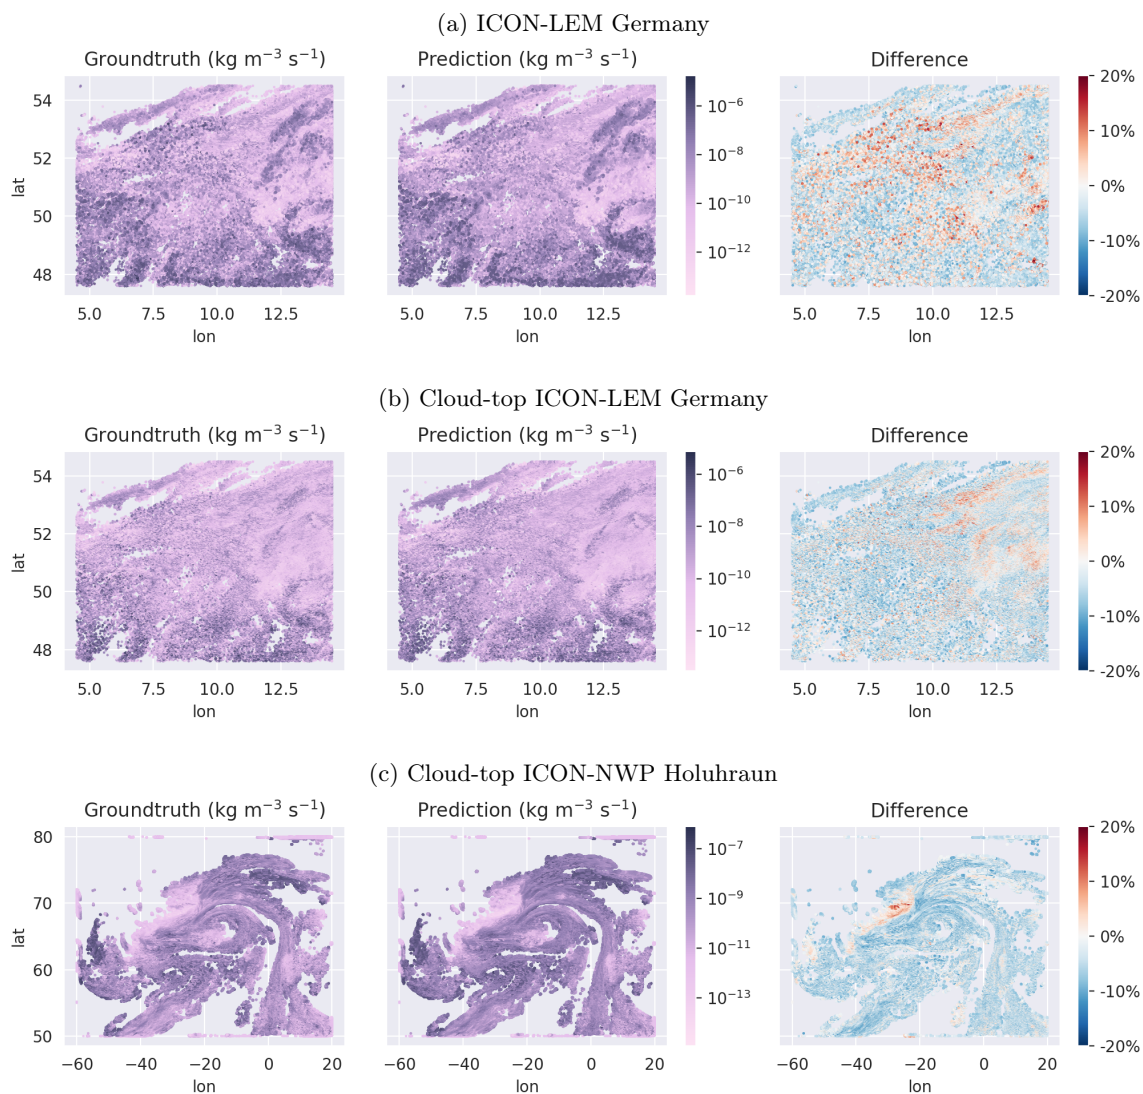 (a) ICON-LEM Germany
Groundtruth (kg m⁻³ s⁻¹) Prediction (kg m⁻³ s⁻¹) Difference
54
52
50
48
lat
5.0 7.5 10.0 12.5
lon
5.0 7.5 10.0 12.5
lon
10⁻⁶
10⁻⁸
10⁻¹⁰
10⁻¹²
5.0 7.5 10.0 12.5
lon
20%
10%
0%
-10%
-20%
(b) Cloud-top ICON-LEM Germany
Groundtruth (kg m⁻³ s⁻¹) Prediction (kg m⁻³ s⁻¹) Difference
54
52
50
48
lat
5.0 7.5 10.0 12.5
lon
5.0 7.5 10.0 12.5
lon
10⁻⁶
10⁻⁸
10⁻¹⁰
10⁻¹²
5.0 7.5 10.0 12.5
lon
20%
10%
0%
-10%
-20%
(c) Cloud-top ICON-NWP Holuhraun
Groundtruth (kg m⁻³ s⁻¹) Prediction (kg m⁻³ s⁻¹) Difference
80
70
60
50
lat
−60 −40 −20 0 20
lon
−60 −40 −20 0 20
lon
10⁻⁷
10⁻⁹
10⁻¹¹
10⁻¹³
−60 −40 −20 0 20
lon
20%
10%
0%
-10%
-20%